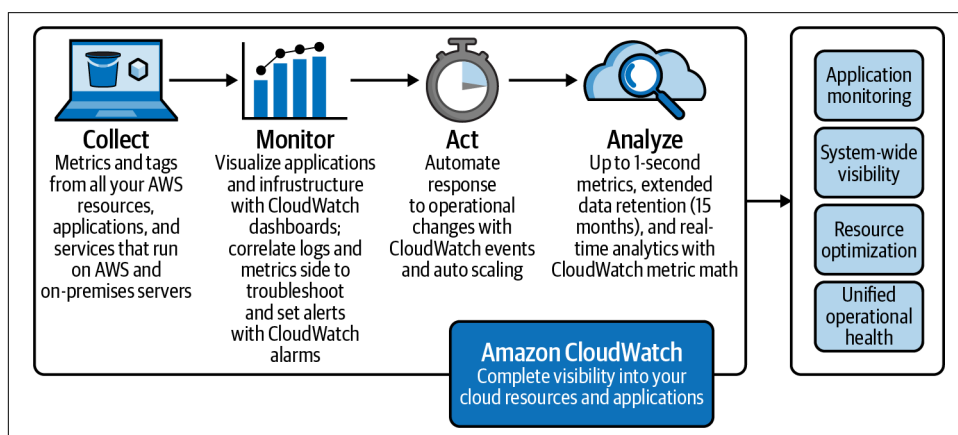 Collect
Metrics and tags
from all your AWS
resources,
applications, and
services that run
on AWS and
on-premises servers
Monitor
Visualize applications
and infrustructure
with CloudWatch
dashboards;
correlate logs and
metrics side to
troubleshoot
and set alerts
with CloudWatch
alarms
Act
Automate
response
to operational
changes with
CloudWatch events
and auto scaling
Analyze
Up to 1-second
metrics, extended
data retention (15
months), and real-
time analytics with
CloudWatch metric math
Amazon CloudWatch
Complete visibility into your
cloud resources and applications
Application
monitoring
System-wide
visibility
Resource
optimization
Unified
operational
health